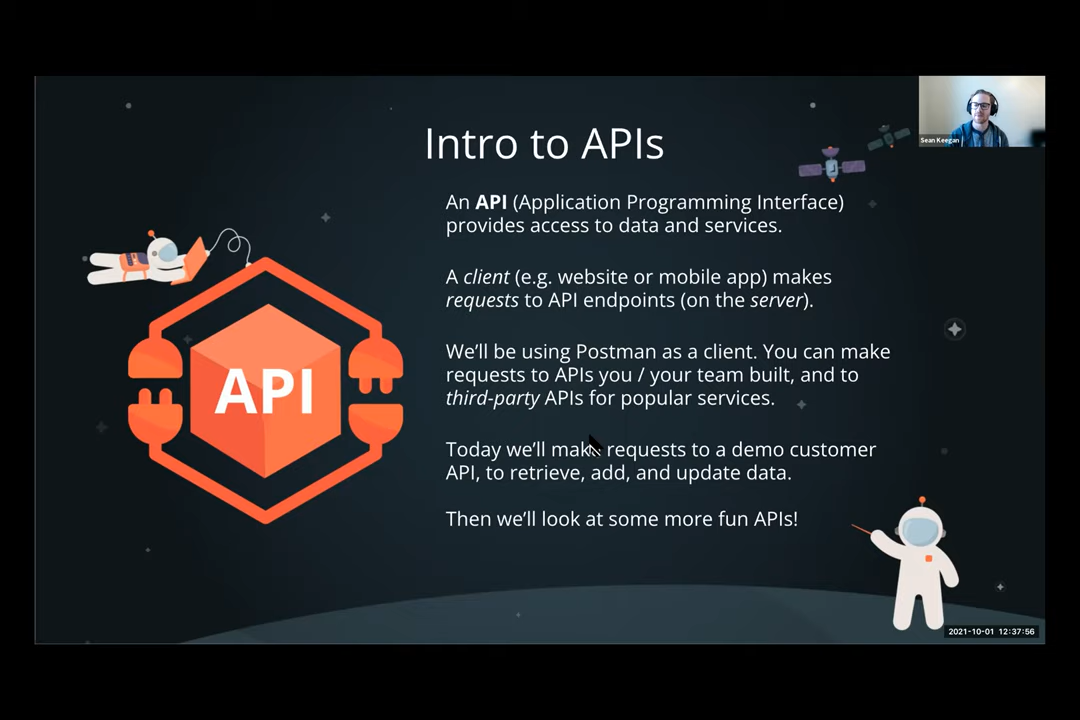 Intro to APIs
Sean Keegan
An API (Application Programming Interface)
provides access to data and services.
A client (e.g. website or mobile app) makes
requests to API endpoints (on the server).
We’ll be using Postman as a client. You can make
requests to APIs you / your team built, and to
third-party APIs for popular services.
API
Today we’ll make requests to a demo customer
API, to retrieve, add, and update data.
Then we’ll look at some more fun APIs!
2021-10-01 12:37:56